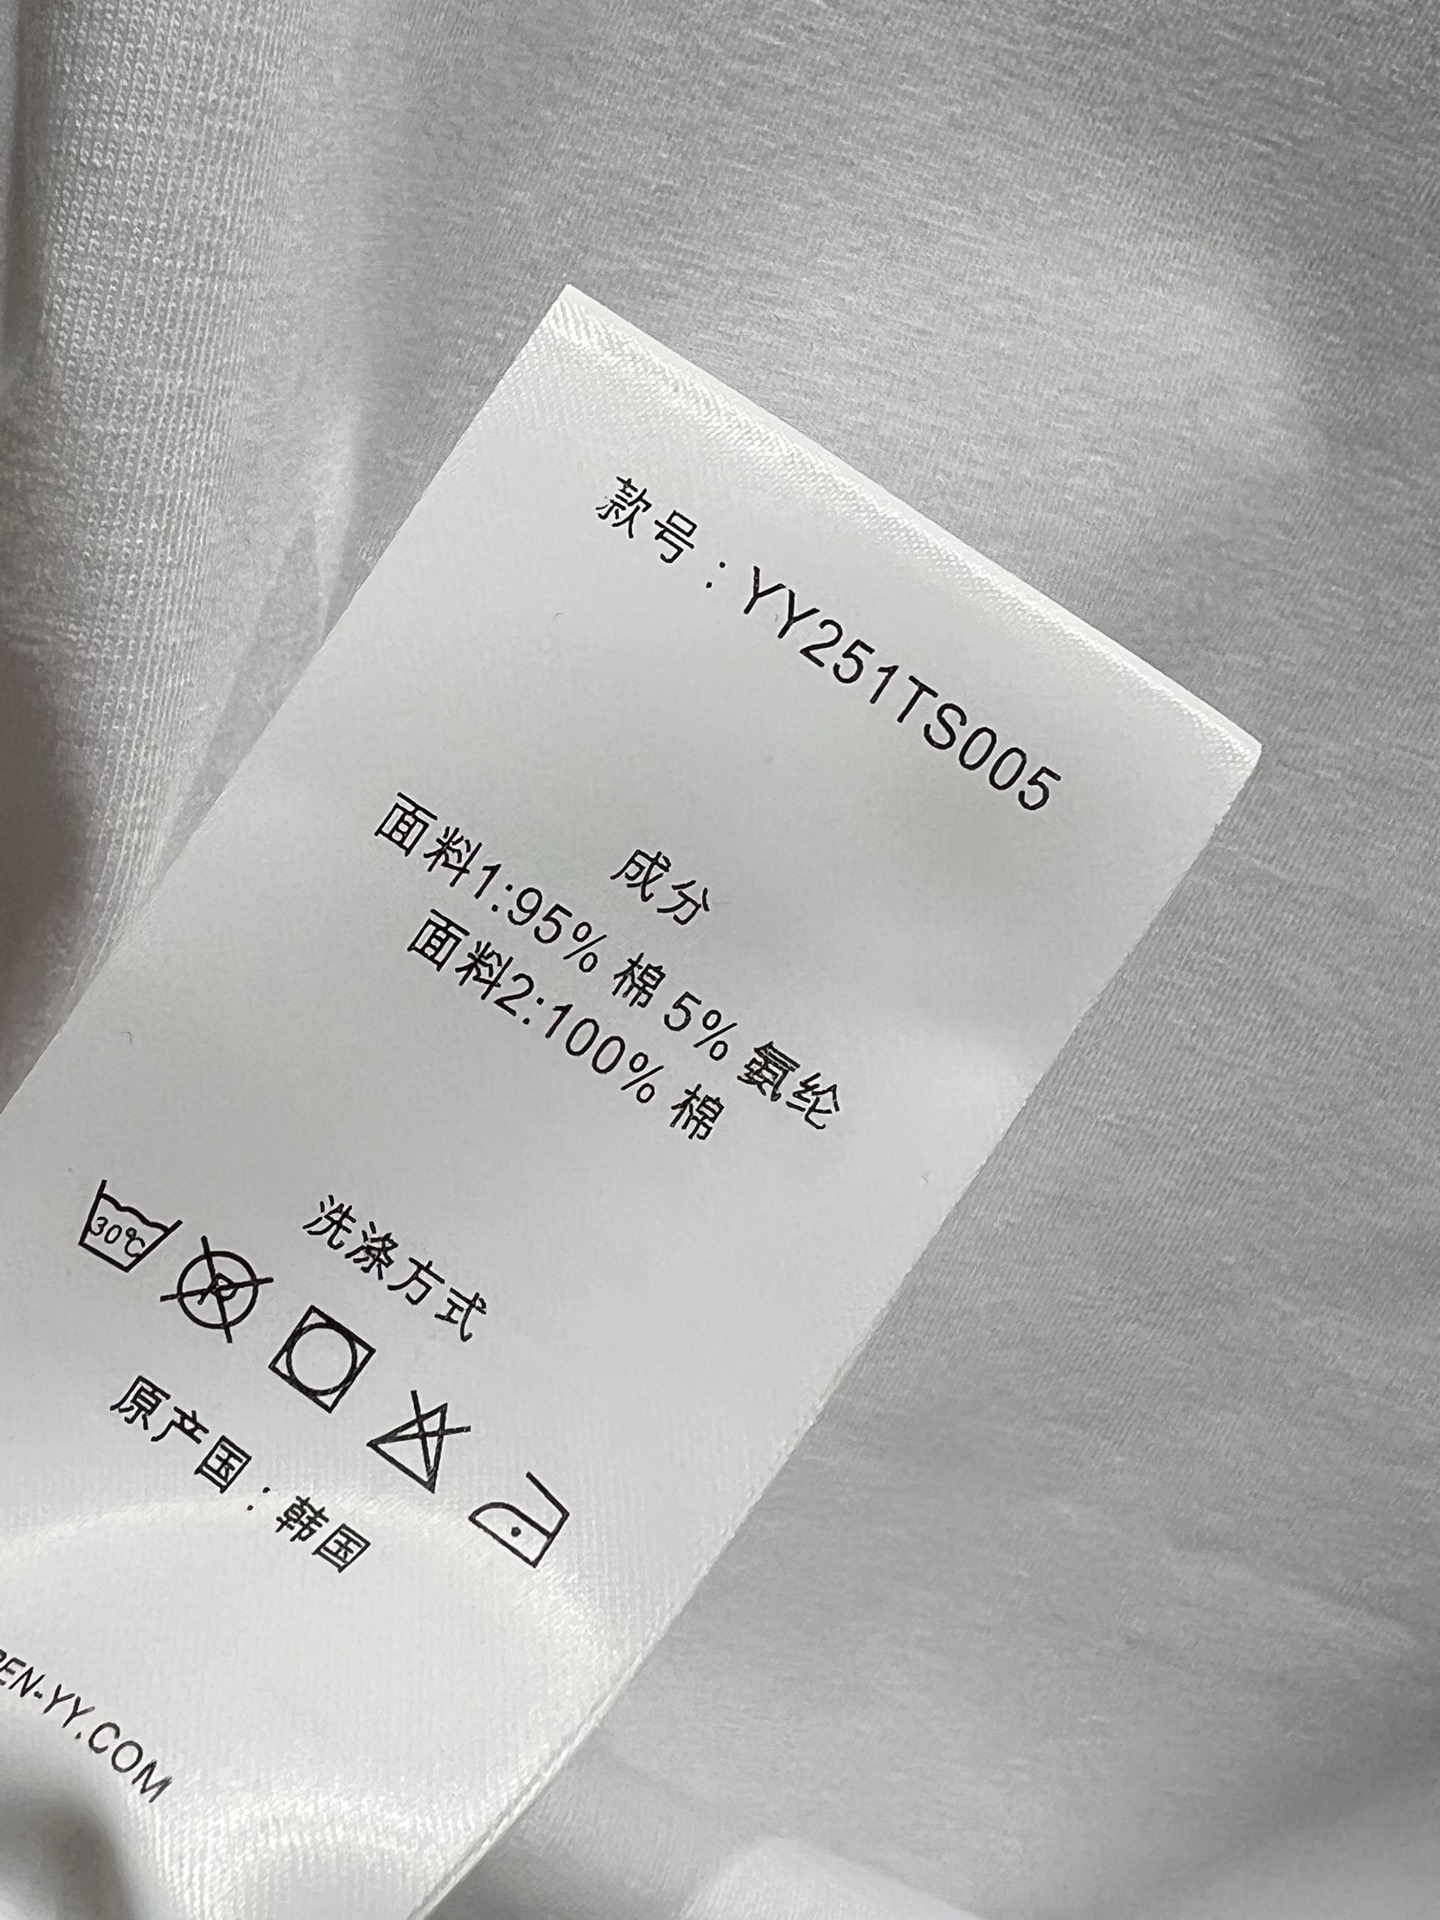 款号：YY251TS005
成分
面料1:95% 棉 5% 氨纶
面料2:100% 棉
洗涤方式
30℃ P
原产国：韩国
EN-YY.COM